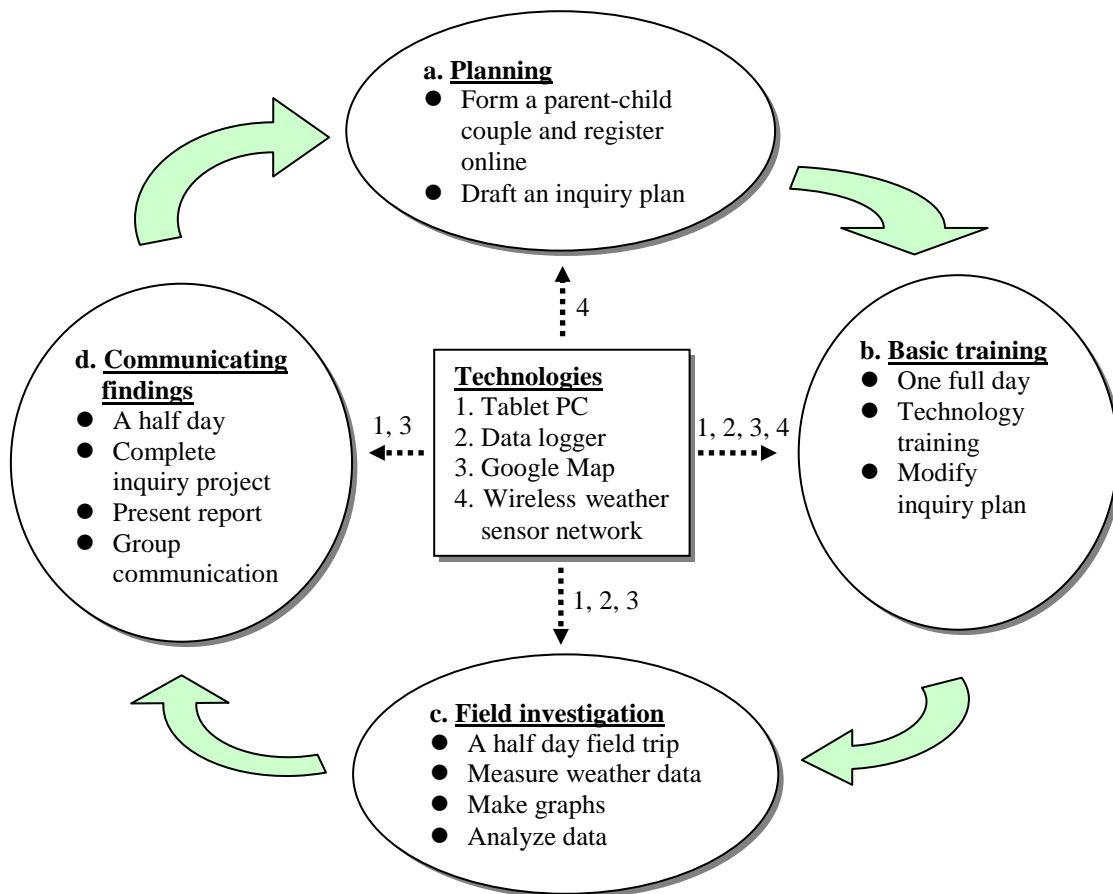 a. Planning
● Form a parent-child
couple and register
online
● Draft an inquiry plan
4
b. Basic training
● One full day
● Technology
training
● Modify
inquiry plan
d. Communicating
findings
● A half day
● Complete
inquiry project
● Present report
● Group
communication
1, 3
Technologies
1. Tablet PC
2. Data logger
3. Google Map
4. Wireless weather
sensor network
1, 2, 3, 4
1, 2, 3
c. Field investigation
● A half day field trip
● Measure weather data
● Make graphs
● Analyze data